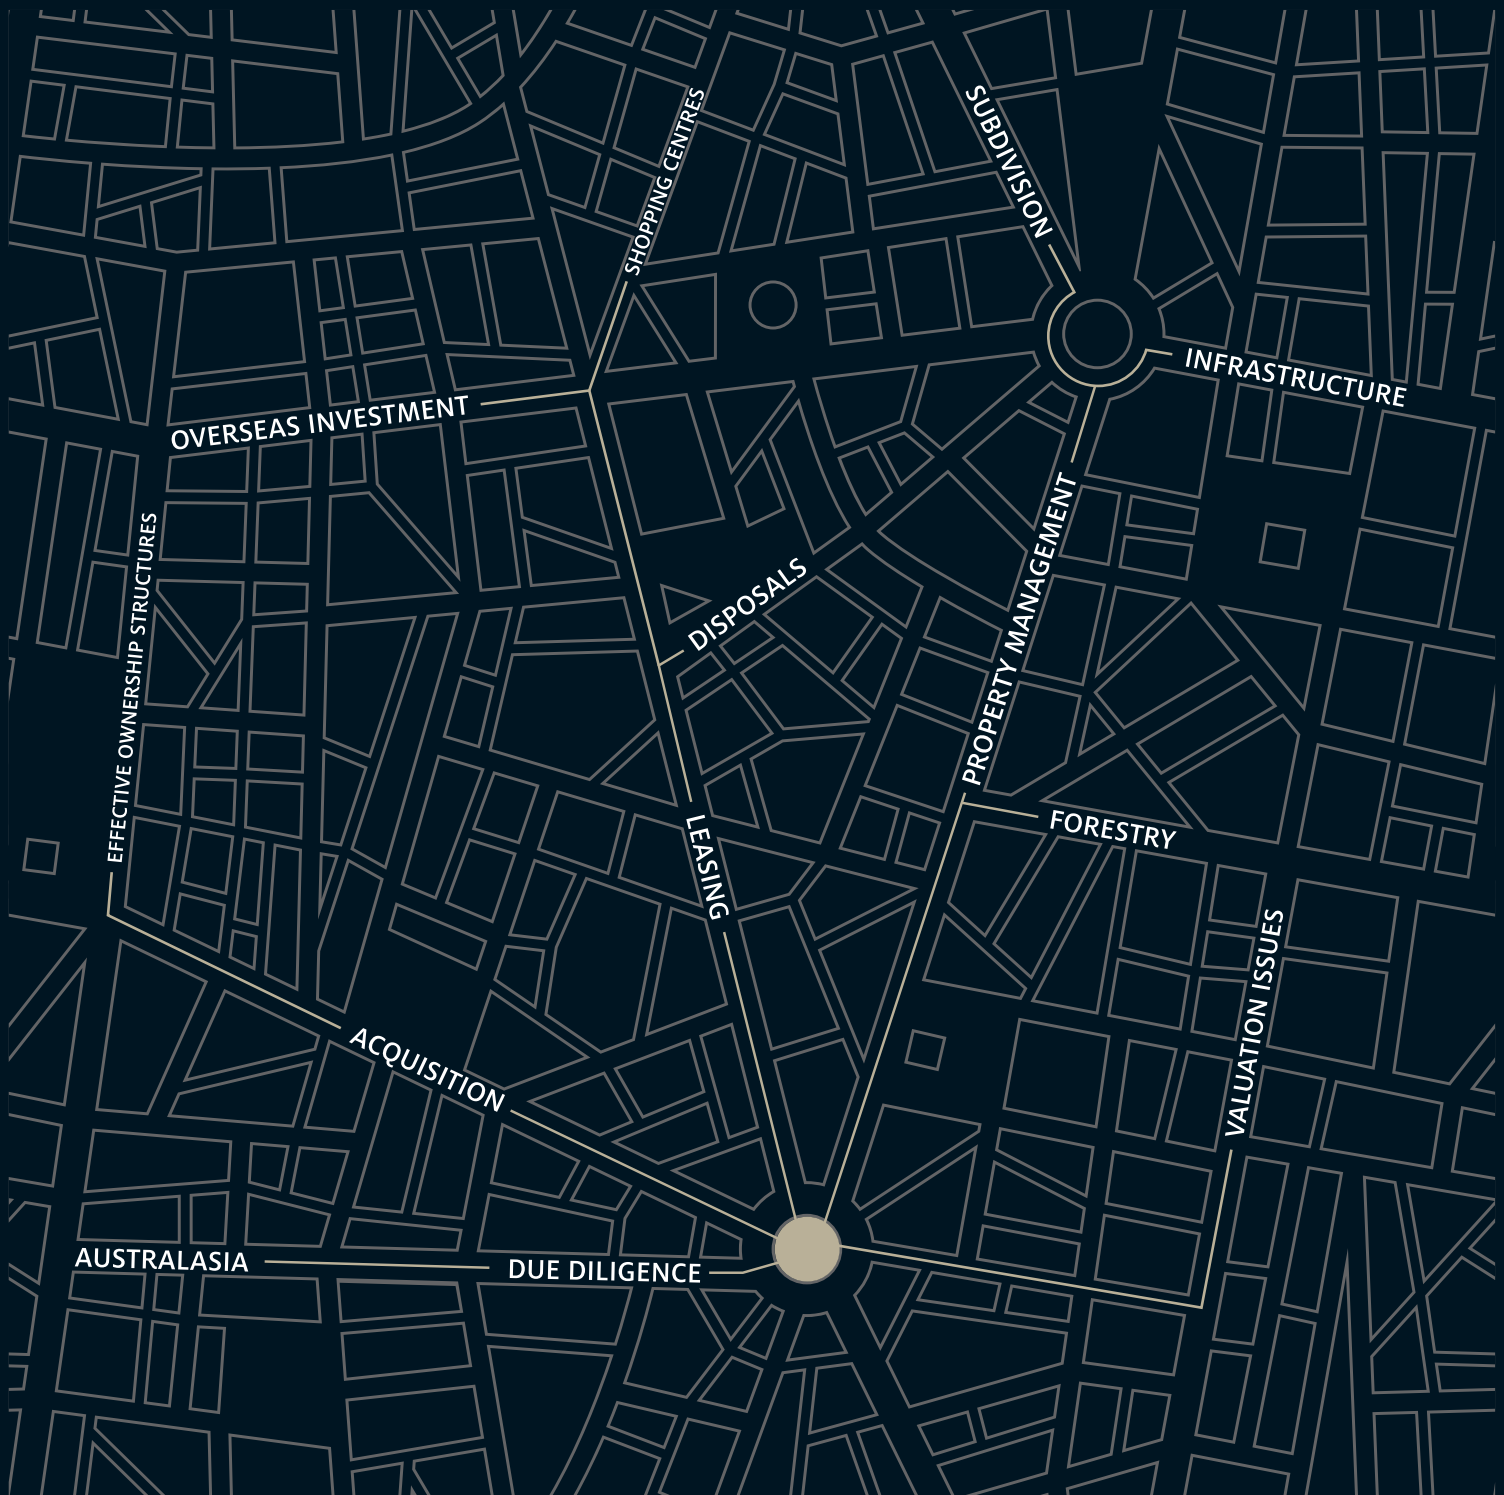 SUBDIVISION
SHOPPING CENTRES
INFRASTRUCTURE
OVERSEAS INVESTMENT
EFFECTIVE OWNERSHIP STRUCTURES
DISPOSALS
PROPERTY MANAGEMENT
FORESTRY
LEASING
VALUATION ISSUES
ACQUISITION
AUSTRALASIA
DUE DILIGENCE